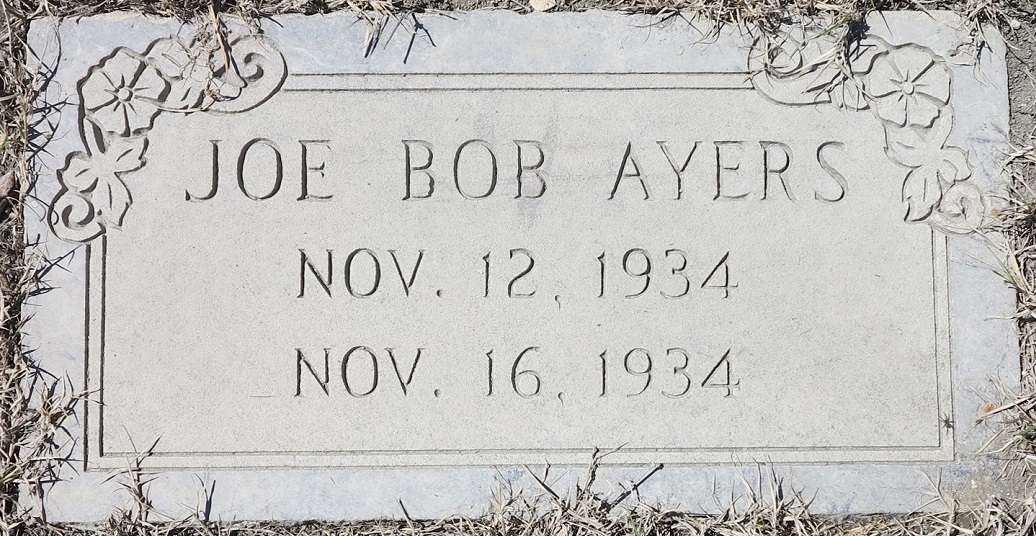 JOE BOB AYERS
NOV. 12, 1934
NOV. 16, 1934